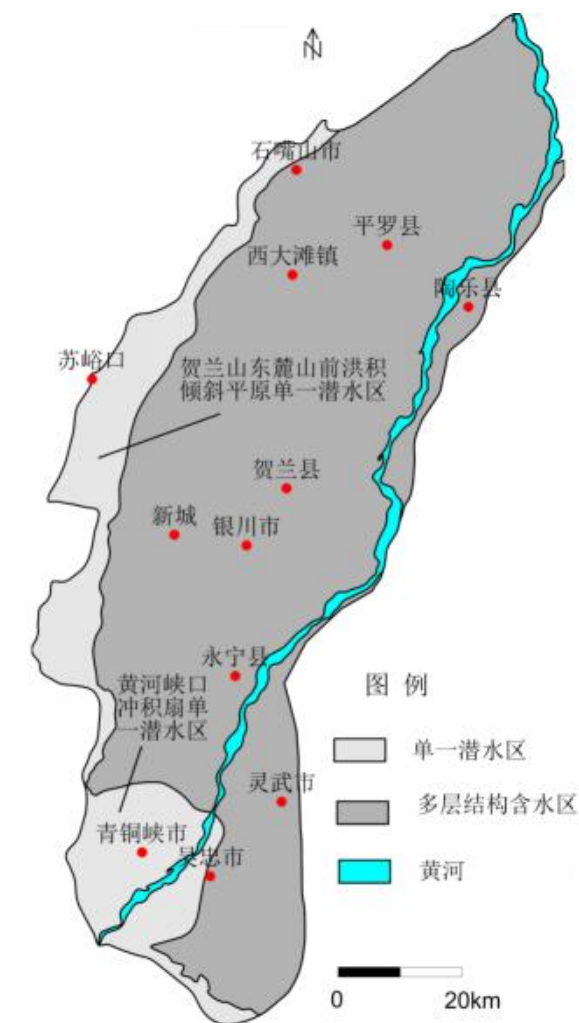 N
石嘴山市
平罗县
西大滩镇
陶乐县
苏峪口
贺兰山东麓山前洪积
倾斜平原单一潜水区
贺兰县
新城
银川市
永宁县
黄河峡口
冲积扇单
一潜水区
图 例
单一潜水区
灵武市
多层结构含水区
青铜峡市
吴忠市
黄河
0
20km